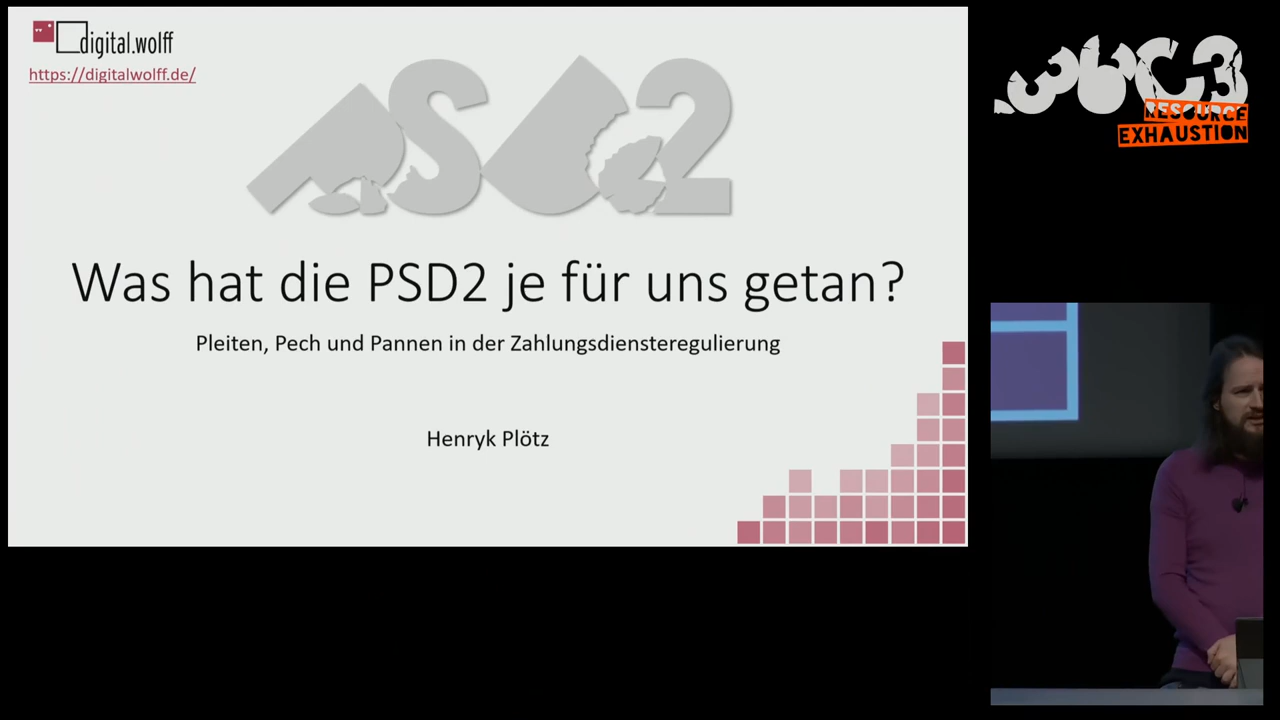 digital.wolff
https://digitalwolff.de/
PSD2
Was hat die PSD2 je für uns getan?
Pleiten, Pech und Pannen in der Zahlungsdiensteregulierung
Henryk Plötz
36C3
RESOURCE
EXHAUSTION